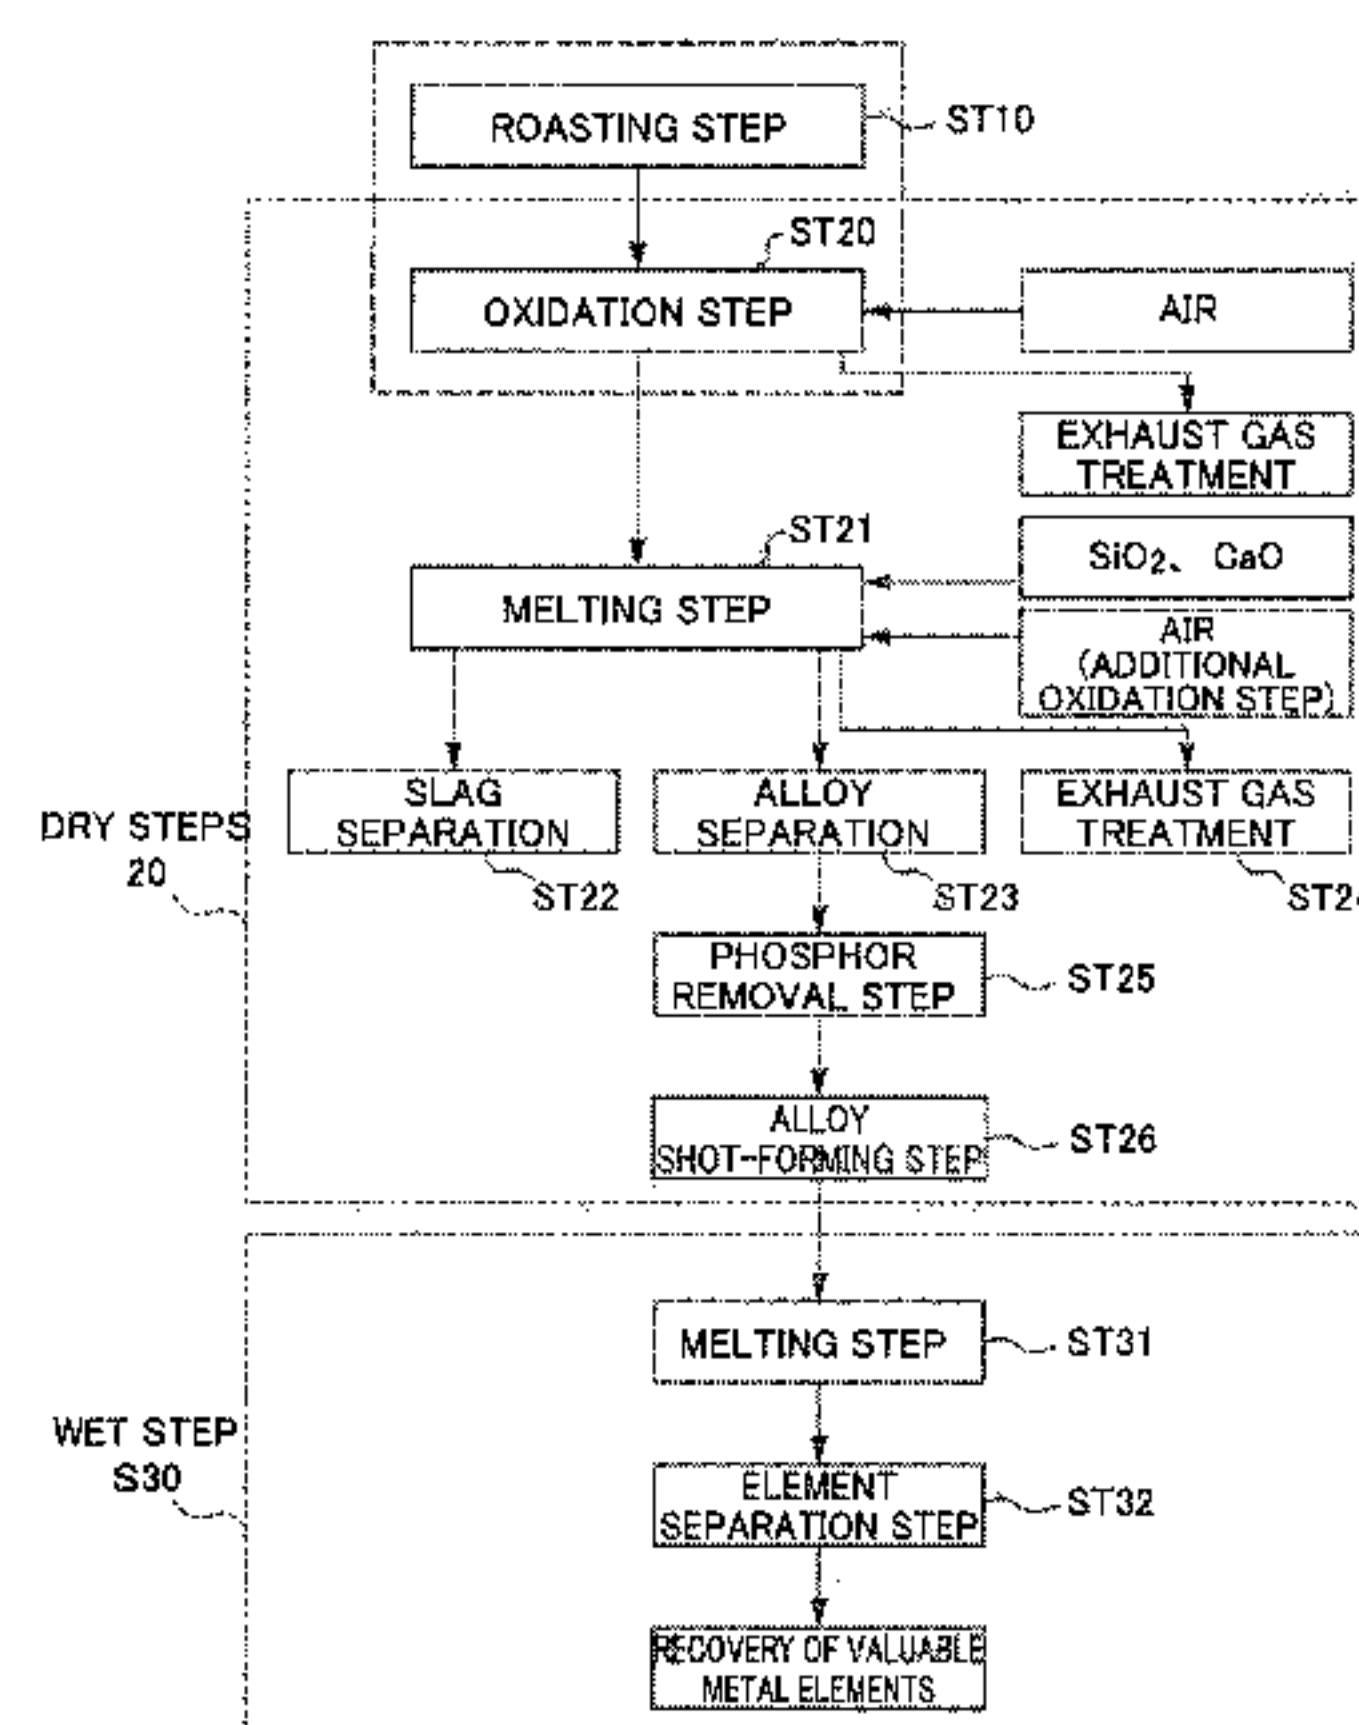 ROASTING STEP
ST10
ST20
OXIDATION STEP
AIR
EXHAUST GAS
TREATMENT
ST21
SiO2、 CaO
MELTING STEP
AIR
(ADDITIONAL
OXIDATION STEP)
SLAG
SEPARATION
ALLOY
SEPARATION
EXHAUST GAS
TREATMENT
DRY STEPS
20
ST22
ST23
PHOSPHOR
REMOVAL STEP
ST25
ALLOY
SHOT-FORMING STEP
ST26
MELTING STEP
ST31
WET STEP
S30
ELEMENT
SEPARATION STEP
ST32
RECOVERY OF VALUABLE
METAL ELEMENTS